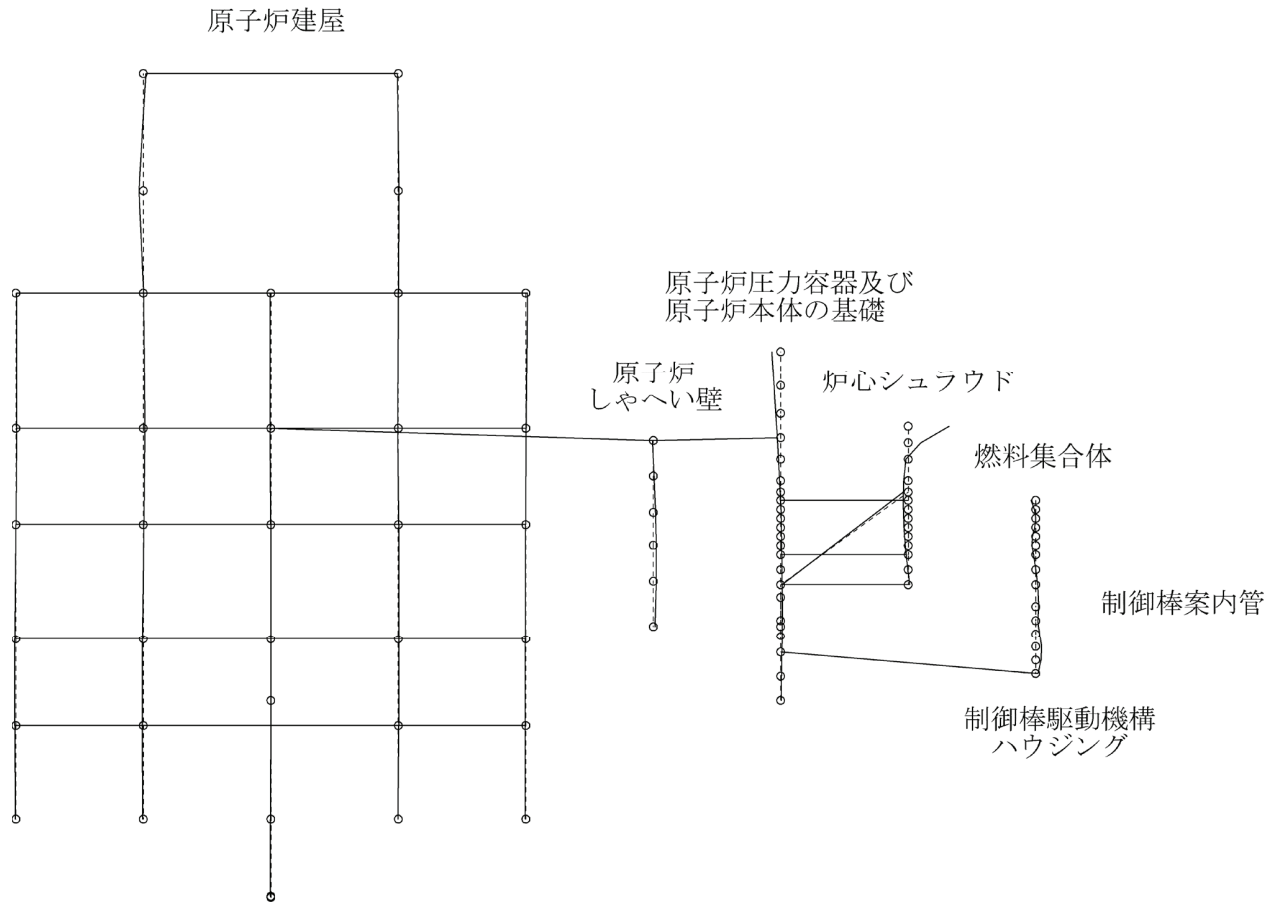 原子炉建屋
原子炉圧力容器及び
原子炉本体の基礎
原子炉
しゃへい壁
炉心シュラウド
燃料集合体
制御棒案内管
制御棒駆動機構
ハウジング